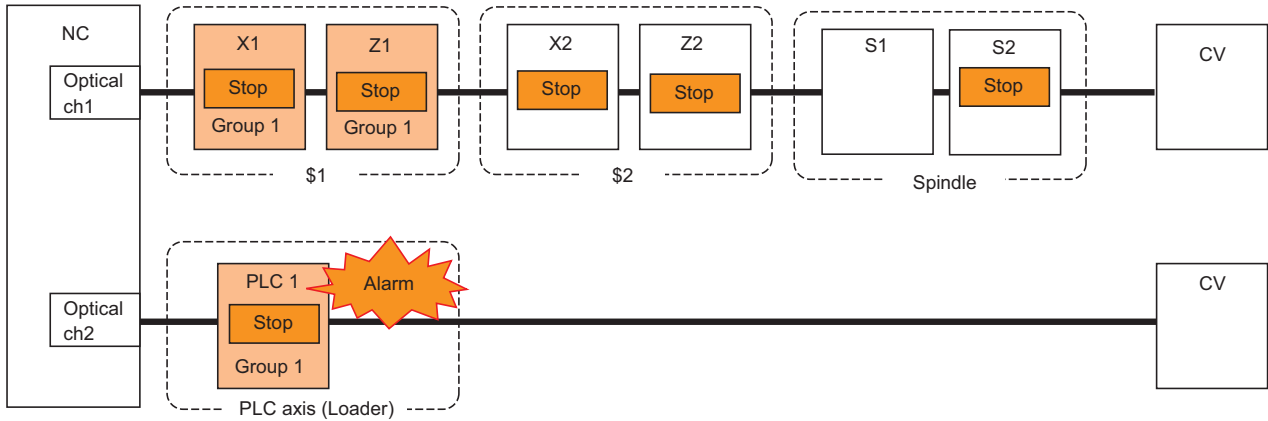 NC
Optical
ch1
X1
Stop
Group 1
Z1
Stop
Group 1
$1
X2
Stop
Z2
Stop
$2
S1
S2
Stop
Spindle
CV
Optical
ch2
PLC 1
Stop
Group 1
Alarm
PLC axis (Loader)
CV